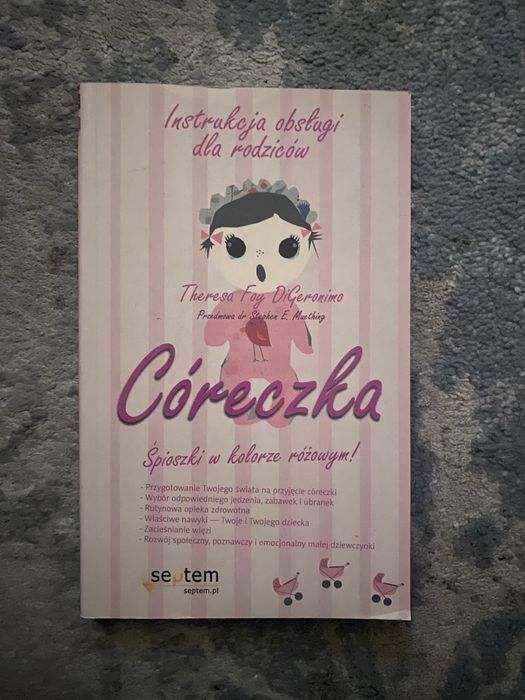 Instrukcja obsługi
dla rodziców
Theresa Foy DiGeronimo
Przedmowa dr Stephen E. Muething
Córeczka
Śpioszki w kolorze różowym!
- Przygotowanie Twojego świata na przyjęcie córeczki
- Wybór odpowiedniego jedzenia, zabawek i ubranek
- Rutynowa opieka zdrowotna
- Właściwe nawyki — Twoje i Twojego dziecka
- Zacieśnianie więzi
- Rozwój społeczny, poznawczy i emocjonalny małej dziewczynki
septem
septem.pl